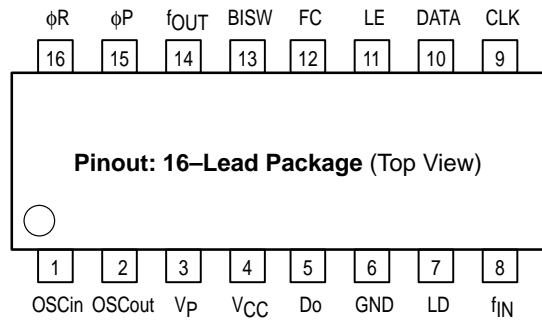 ϕR ϕP fOUT BISW FC LE DATA CLK
16 15 14 13 12 11 10 9
Pinout: 16–Lead Package (Top View)
1 2 3 4 5 6 7 8
OSCin OSCout VP VCC Do GND LD fIN